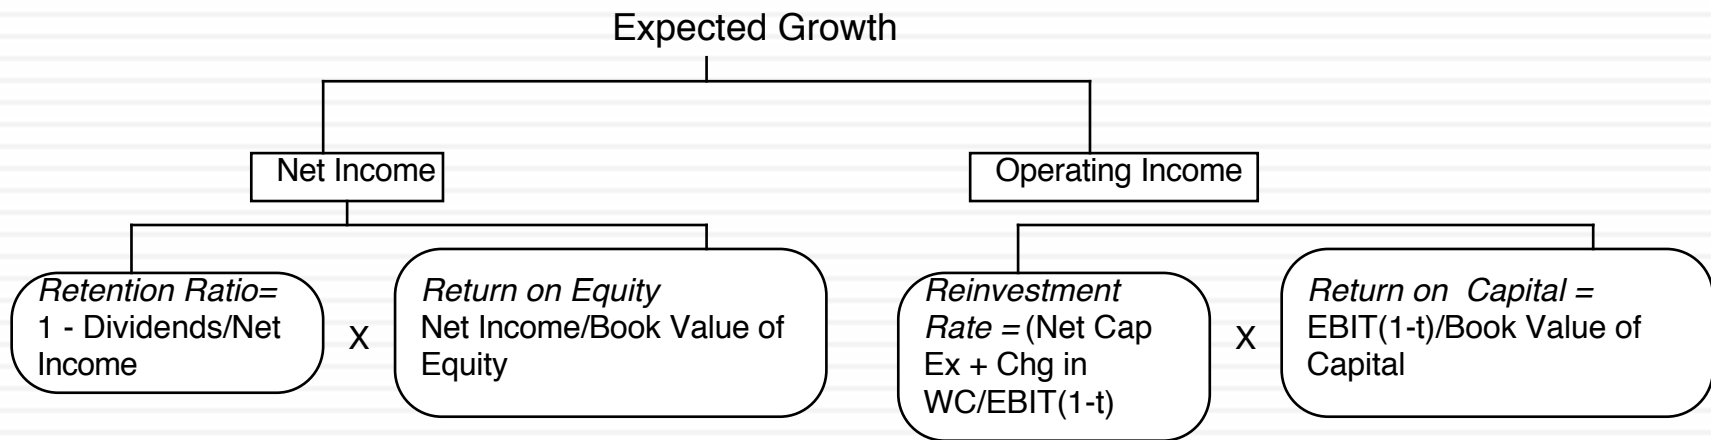 Expected Growth
Net Income
Operating Income
Retention Ratio=
1 - Dividends/Net
Income
X
Return on Equity
Net Income/Book Value of
Equity
Reinvestment
Rate = (Net Cap
Ex + Chg in
WC/EBIT(1-t)
X
Return on Capital =
EBIT(1-t)/Book Value of
Capital